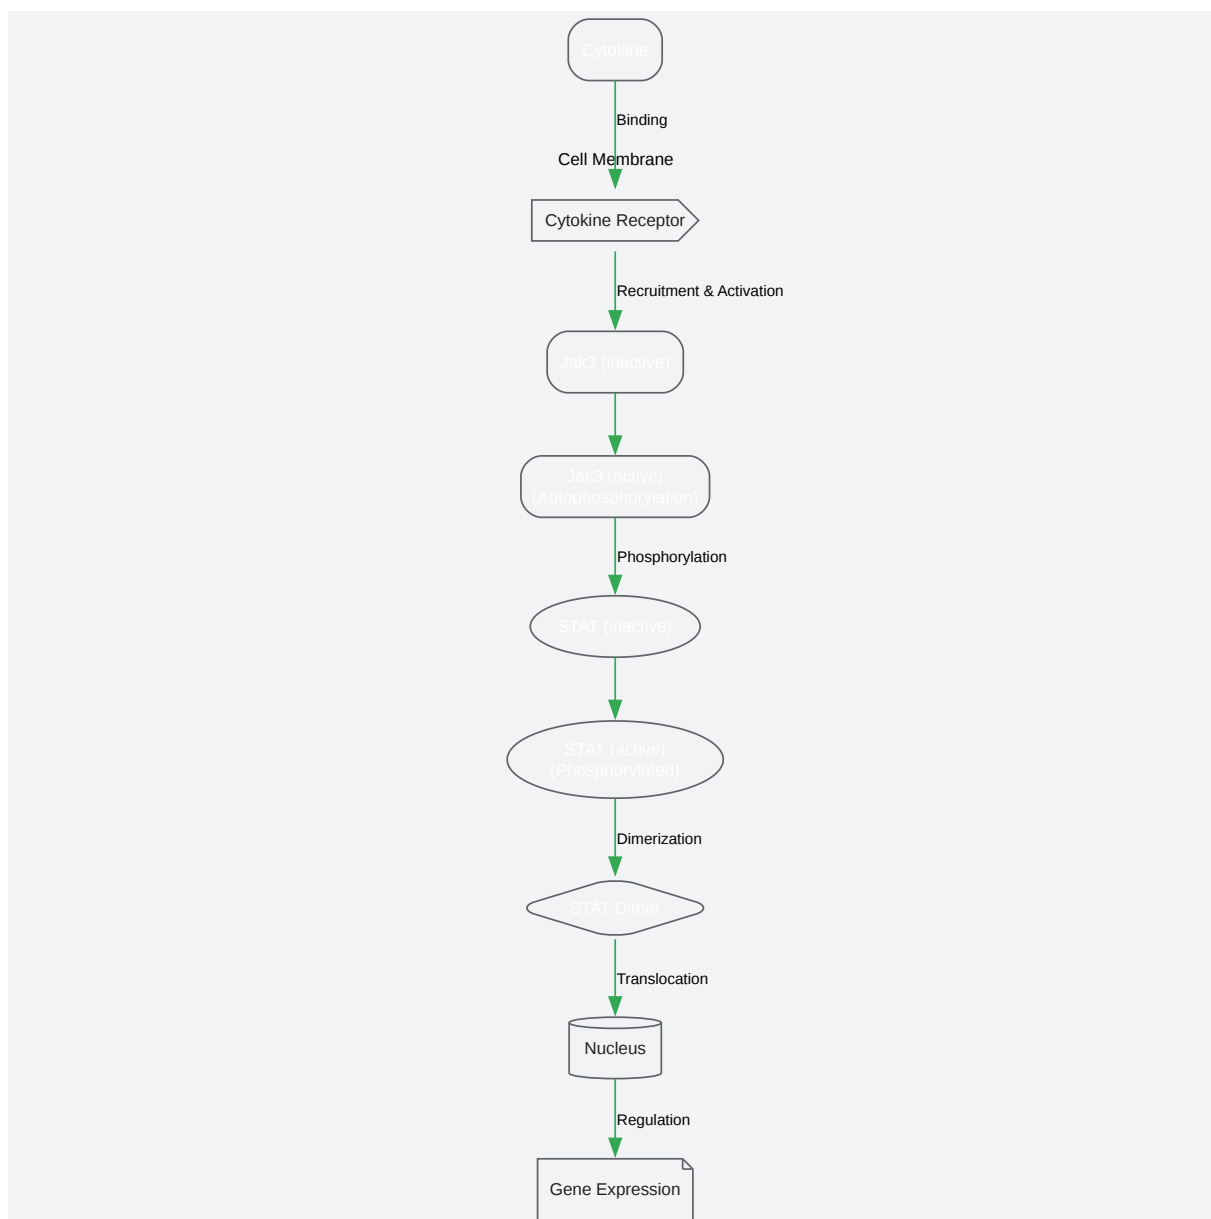 Cytokine
Binding
Cell Membrane
Cytokine Receptor
Recruitment & Activation
Jak3 (inactive)
Jak3 (active)
(Autophosphorylation)
Phosphorylation
STAT (inactive)
STAT (active)
(Phosphorylated)
Dimerization
STAT Dimer
Translocation
Nucleus
Regulation
Gene Expression